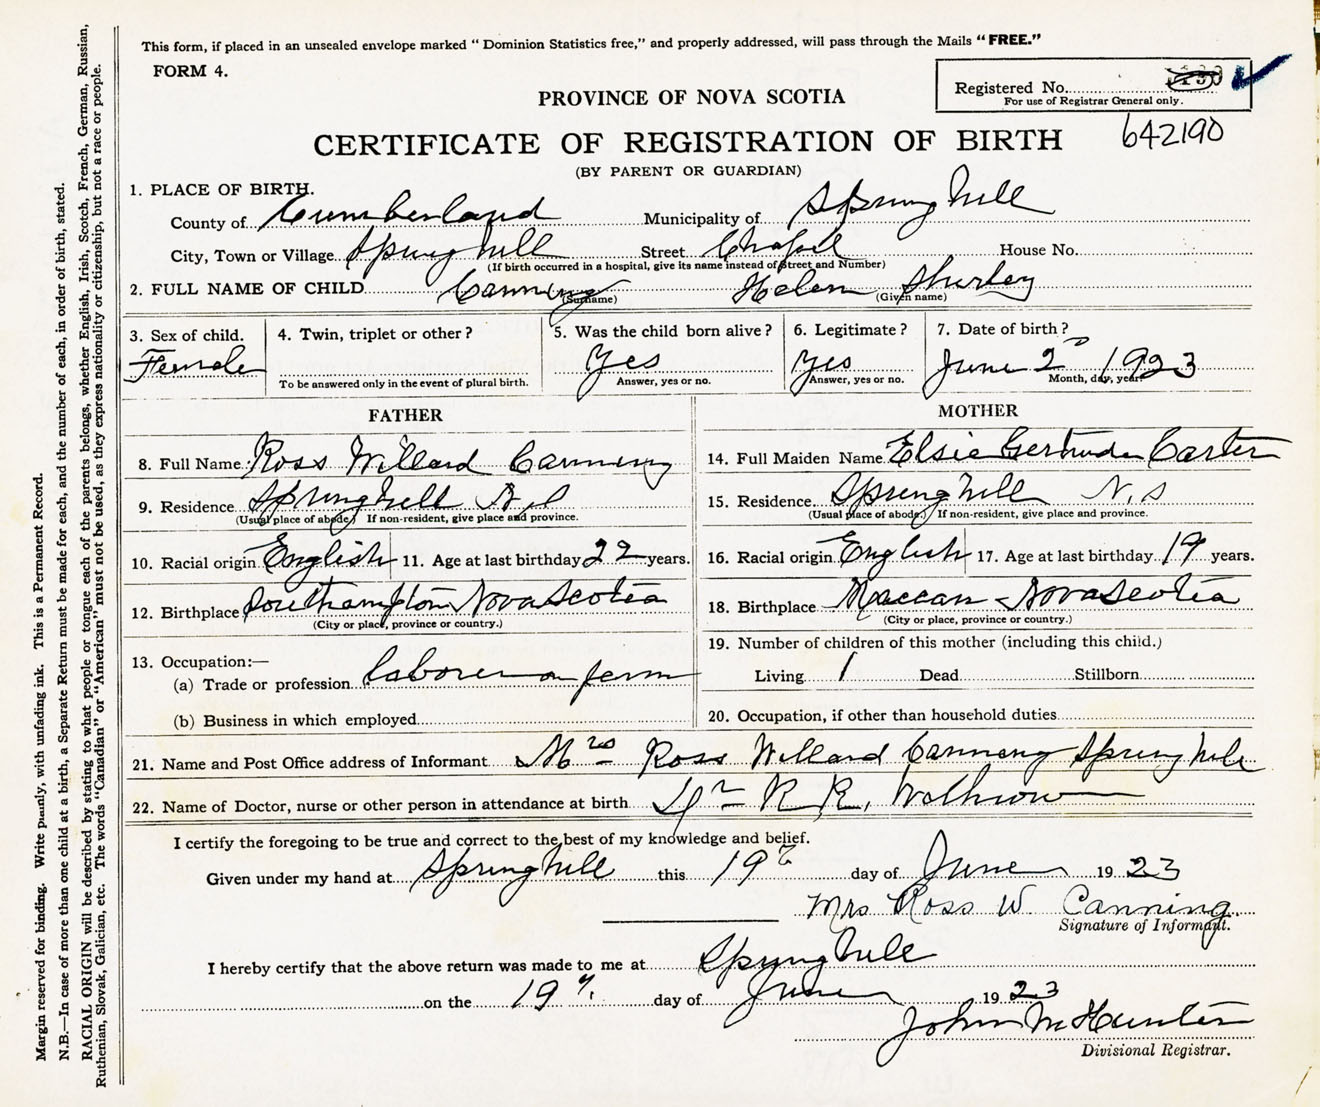 This form, if placed in an unsealed envelope marked “ Dominion Statistics free,” and properly addressed, will pass through the Mails “FREE.”
FORM 4.
Registered No.
For use of Registrar General only.
PROVINCE OF NOVA SCOTIA
642190
CERTIFICATE OF REGISTRATION OF BIRTH
(BY PARENT OR GUARDIAN)
1. PLACE OF BIRTH.
County of Cumberland Municipality of Spring hill
City, Town or Village Spring hill Street Chapel House No.
(If birth occurred in a hospital, give its name instead of Street and Number)
2. FULL NAME OF CHILD Canning Helen Shurley
(Surname) (Given name)
3. Sex of child. 4. Twin, triplet or other? 5. Was the child born alive? 6. Legitimate? 7. Date of birth?
Female Yes Yes June 2nd 1923
To be answered only in the event of plural birth. Answer, yes or no. Answer, yes or no. Month, day, year.
FATHER MOTHER
8. Full Name Ross Willard Canning 14. Full Maiden Name Elsie Gertrude Carter
9. Residence Springhill N.S 15. Residence Spring hill N.S
(Usual place of abode.) If non-resident, give place and province. (Usual place of abode.) If non-resident, give place and province.
10. Racial origin English 11. Age at last birthday 22 years. 16. Racial origin English 17. Age at last birthday 19 years.
12. Birthplace Southampton Nova Scotia 18. Birthplace Maccan - Nova Scotia
(City or place, province or country.) (City or place, province or country.)
13. Occupation:— 19. Number of children of this mother (including this child.)
(a) Trade or profession laborer on farm Living 1 Dead Stillborn
(b) Business in which employed 20. Occupation, if other than household duties
21. Name and Post Office address of Informant Mrs Ross Willard Canning Spring hill
22. Name of Doctor, nurse or other person in attendance at birth Dr R R.
I certify the foregoing to be true and correct to the best of my knowledge and belief.
Given under my hand at Spring hill this 19th day of June 1923
Mrs Ross W. Canning.
Signature of Informant.
I hereby certify that the above return was made to me at Spring hill
on the 19th day of June 1923
John M Hunter
Divisional Registrar.
Margin reserved for binding. Write plainly, with unfading ink. This is a Permanent Record.
N.B.—In case of more than one child at a birth, a Separate Return must be made for each, and the number of each, in order of birth, stated.
RACIAL ORIGIN will be described by stating to what people or tongue each of the parents belongs, whether English, Irish, Scotch, French, German, Russian,
Ruthenian, Slovak, Galician, etc. The words “Canadian” or “American” must not be used, as they express nationality or citizenship, but not a race or people.